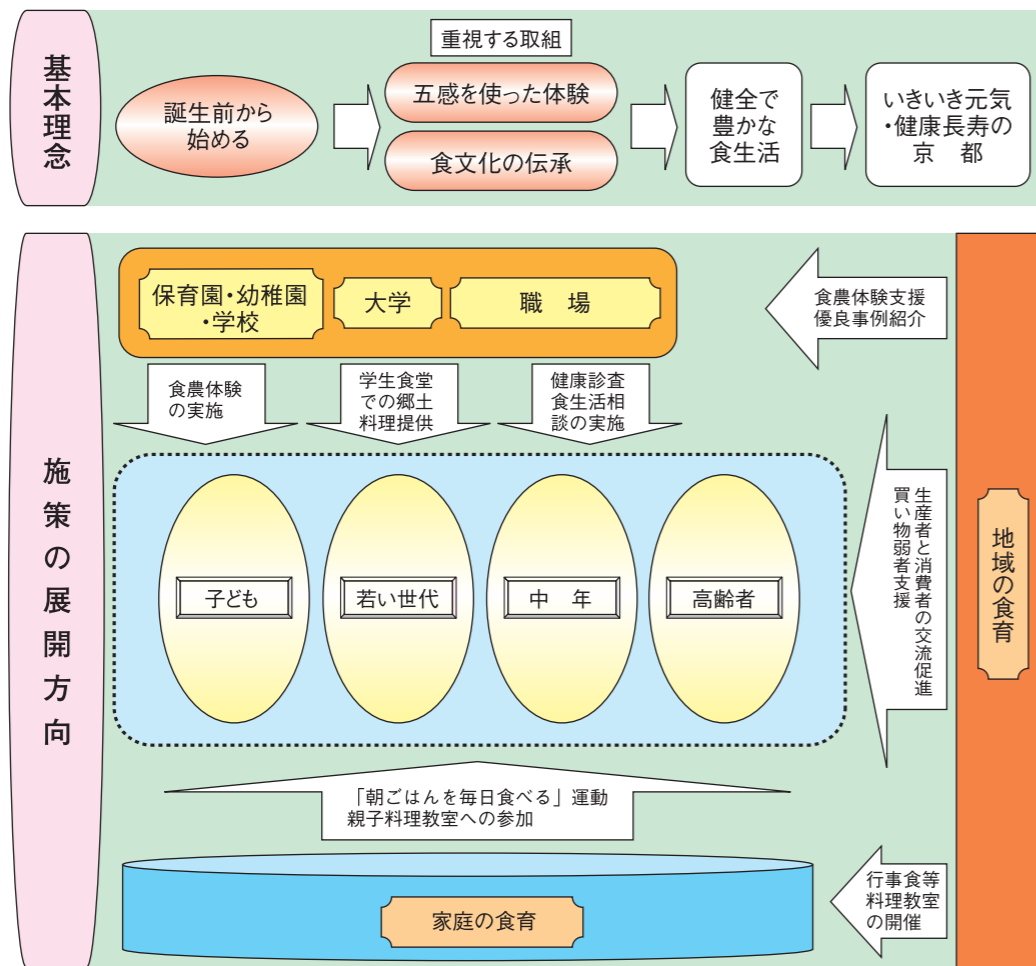 基本理念
誕生前から
始める
重視する取組
五感を使った体験
食文化の伝承
健全で
豊かな
食生活
いきいき元気
・健康長寿の
京　都
施策の展開方向
保育園・幼稚園
・学校
大学
職　場
食農体験支援
優良事例紹介
食農体験
の実施
学生食堂
での郷土
料理提供
健康診査
食生活相
談の実施
子ども
若い世代
中　年
高齢者
生産者と消費者の交流促進
買い物弱者支援
地域の食育
「朝ごはんを毎日食べる」運動
親子料理教室への参加
家庭の食育
行事食等
料理教室
の開催